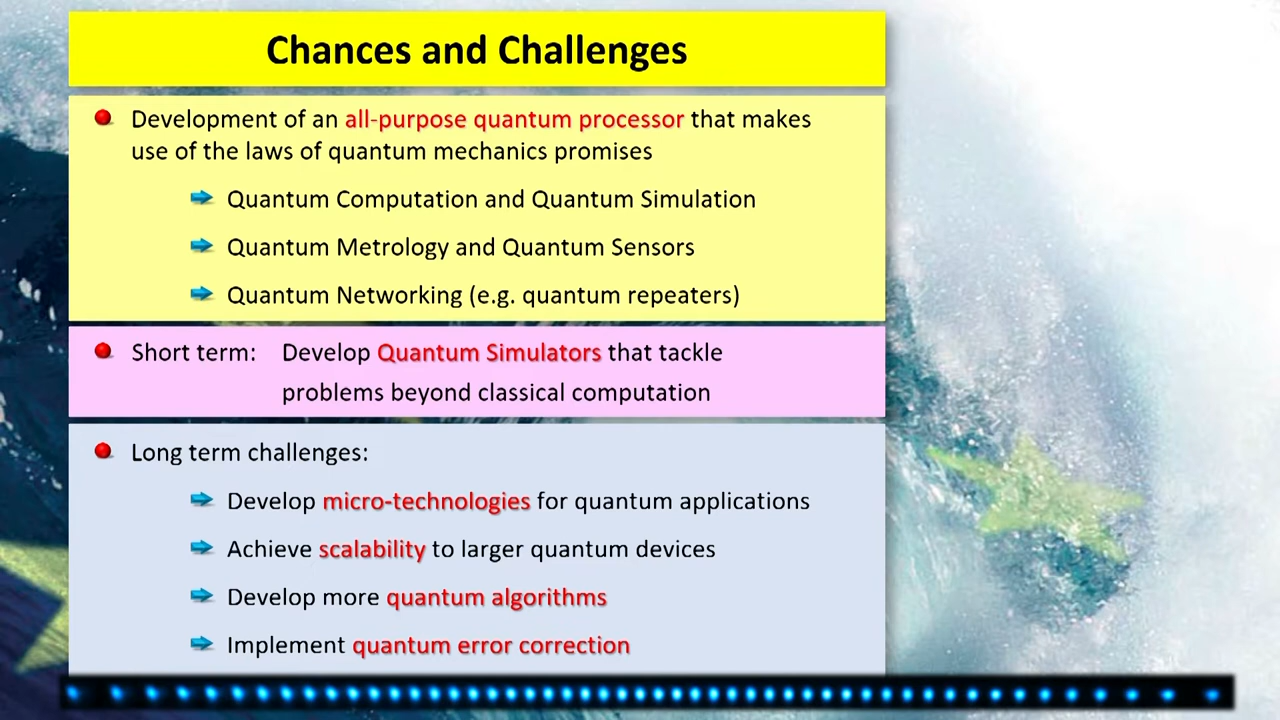 Chances and Challenges
Development of an all-purpose quantum processor that makes
use of the laws of quantum mechanics promises
Quantum Computation and Quantum Simulation
Quantum Metrology and Quantum Sensors
Quantum Networking (e.g. quantum repeaters)
Short term: Develop Quantum Simulators that tackle
problems beyond classical computation
Long term challenges:
Develop micro-technologies for quantum applications
Achieve scalability to larger quantum devices
Develop more quantum algorithms
Implement quantum error correction